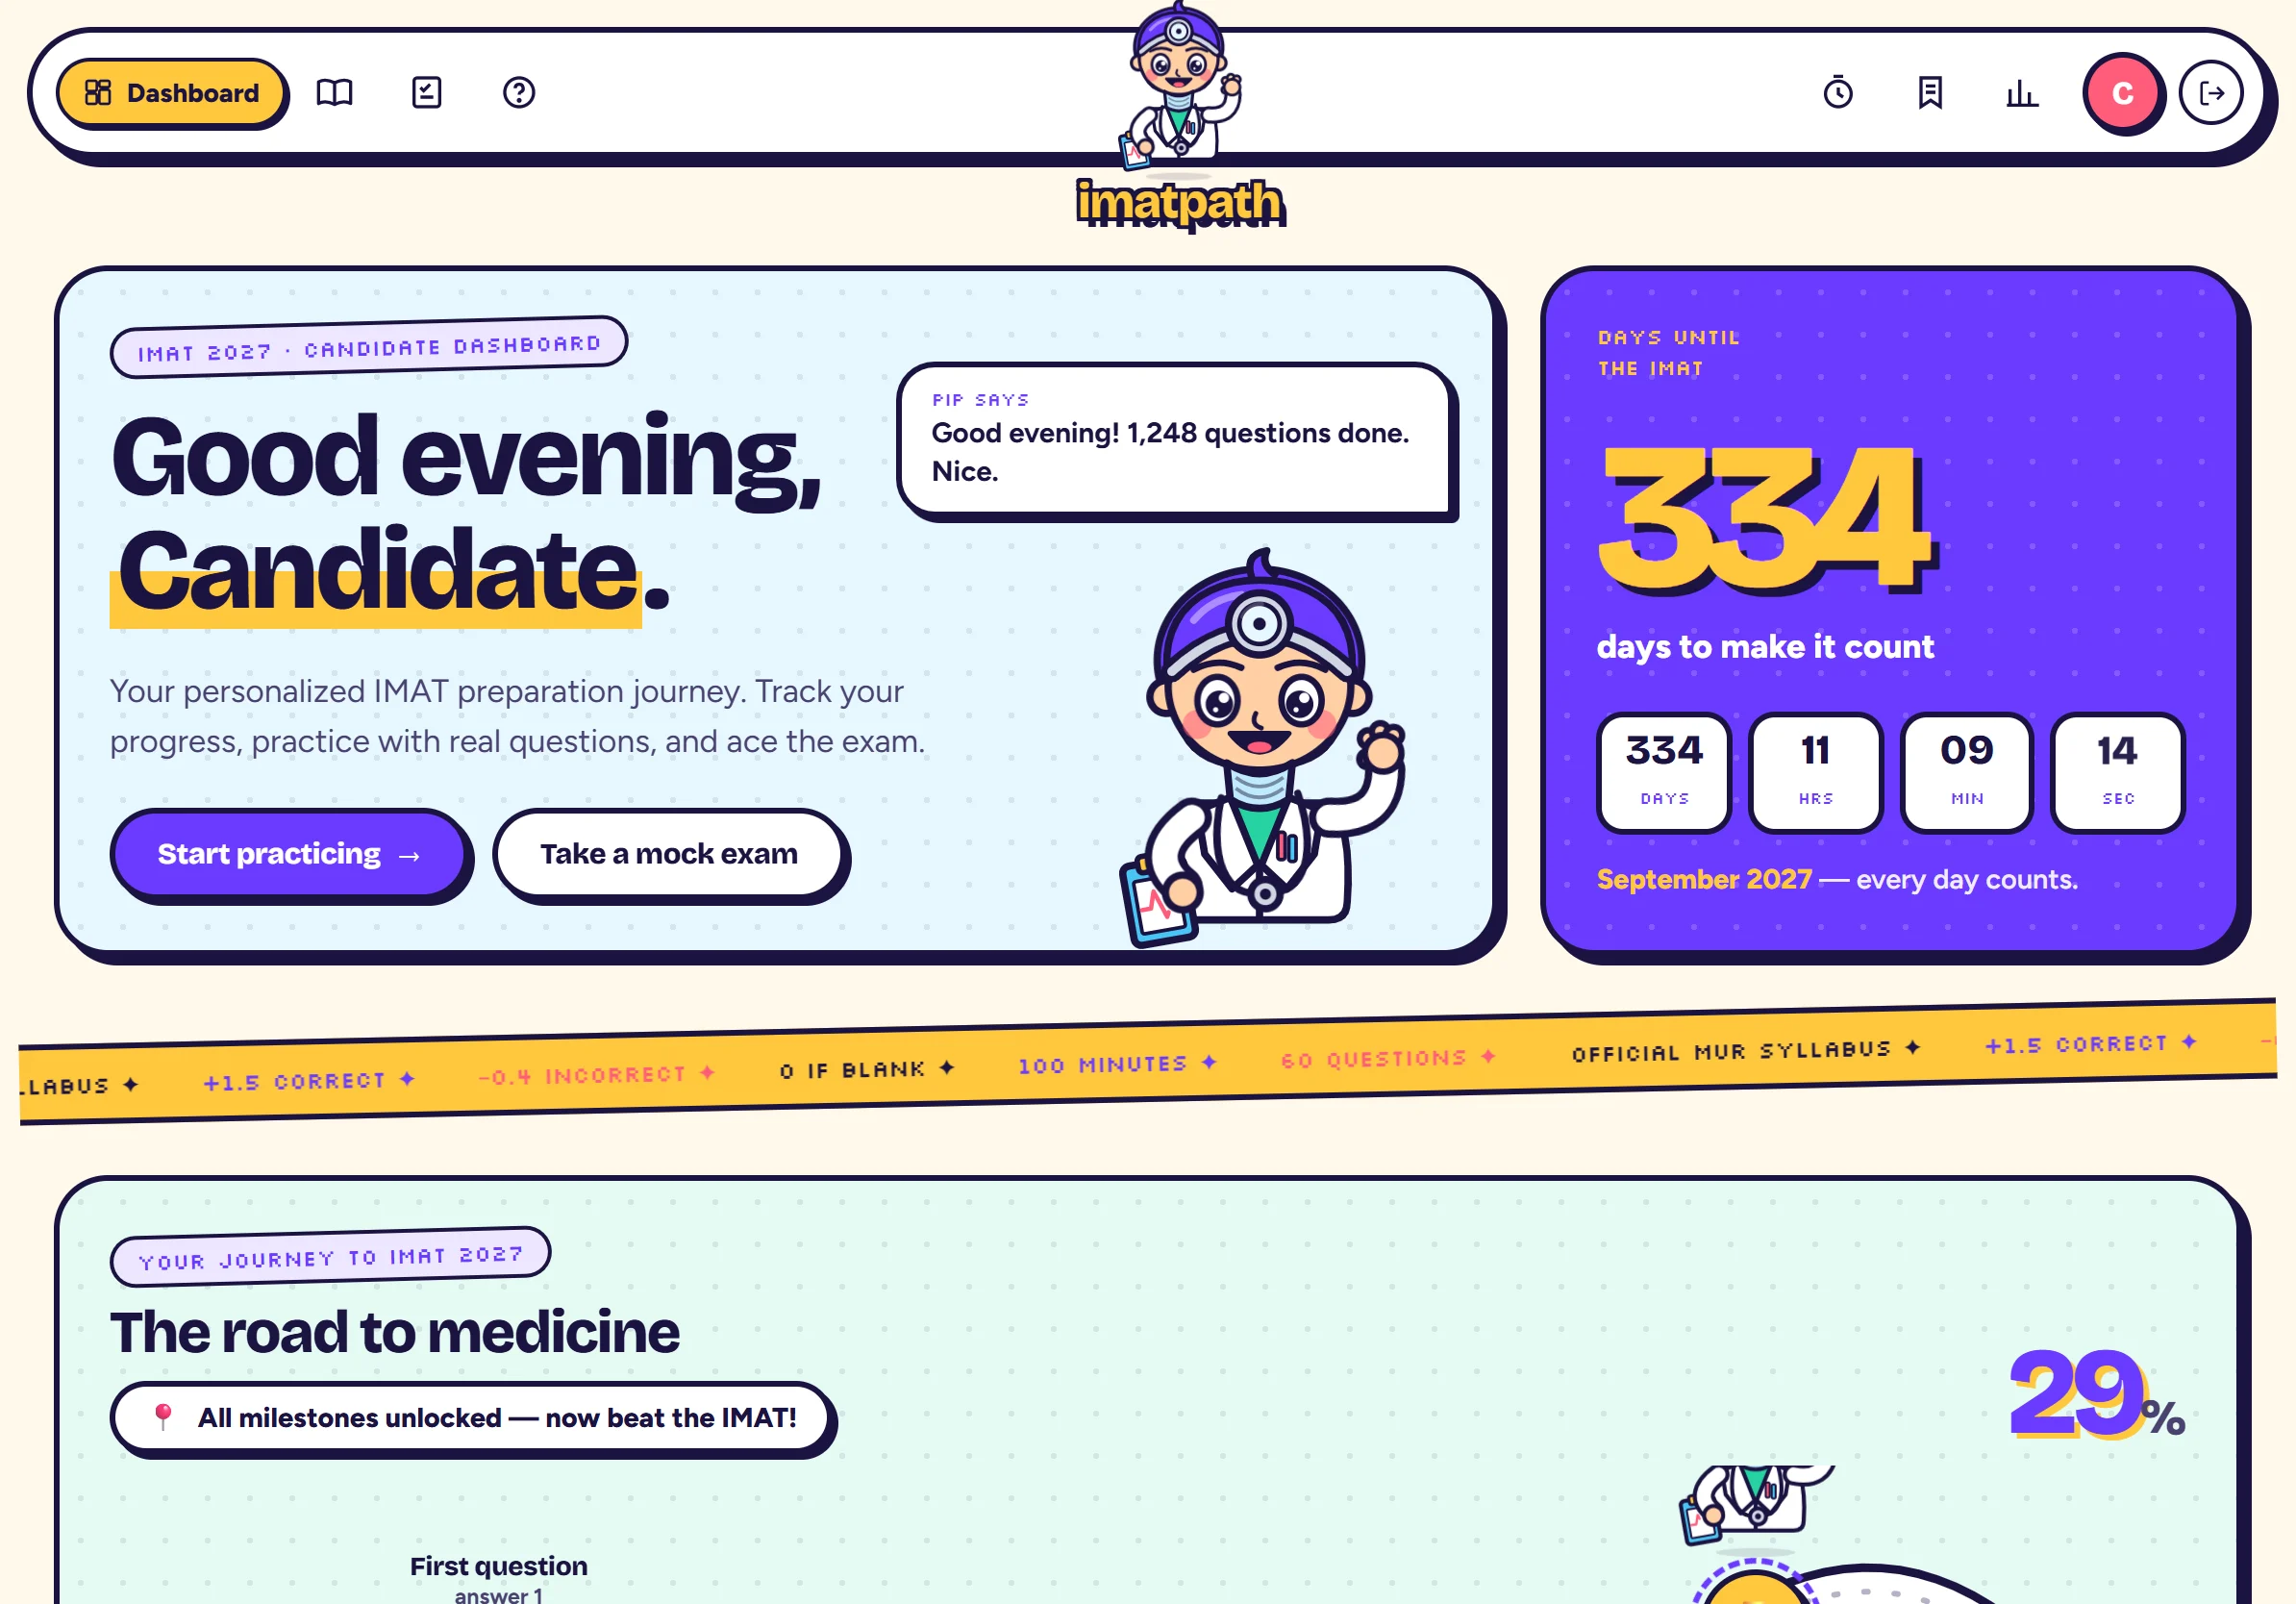 Dashboard
C
imatpath
IMAT 2027 · CANDIDATE DASHBOARD
Good evening,
Candidate.
Your personalized IMAT preparation journey. Track your
progress, practice with real questions, and ace the exam.
Start practicing →
Take a mock exam
PIP SAYS
Good evening! 1,248 questions done.
Nice.
DAYS UNTIL
THE IMAT
334
days to make it count
334 11 09 14
DAYS HRS MIN SEC
September 2027 — every day counts.
LLABUS ✦ +1.5 CORRECT ✦ -0.4 INCORRECT ✦ 0 IF BLANK ✦ 100 MINUTES ✦ 60 QUESTIONS ✦ OFFICIAL MUR SYLLABUS ✦ +1.5 CORRECT ✦ -
YOUR JOURNEY TO IMAT 2027
The road to medicine
📍 All milestones unlocked — now beat the IMAT!
29%
First question
answer 1